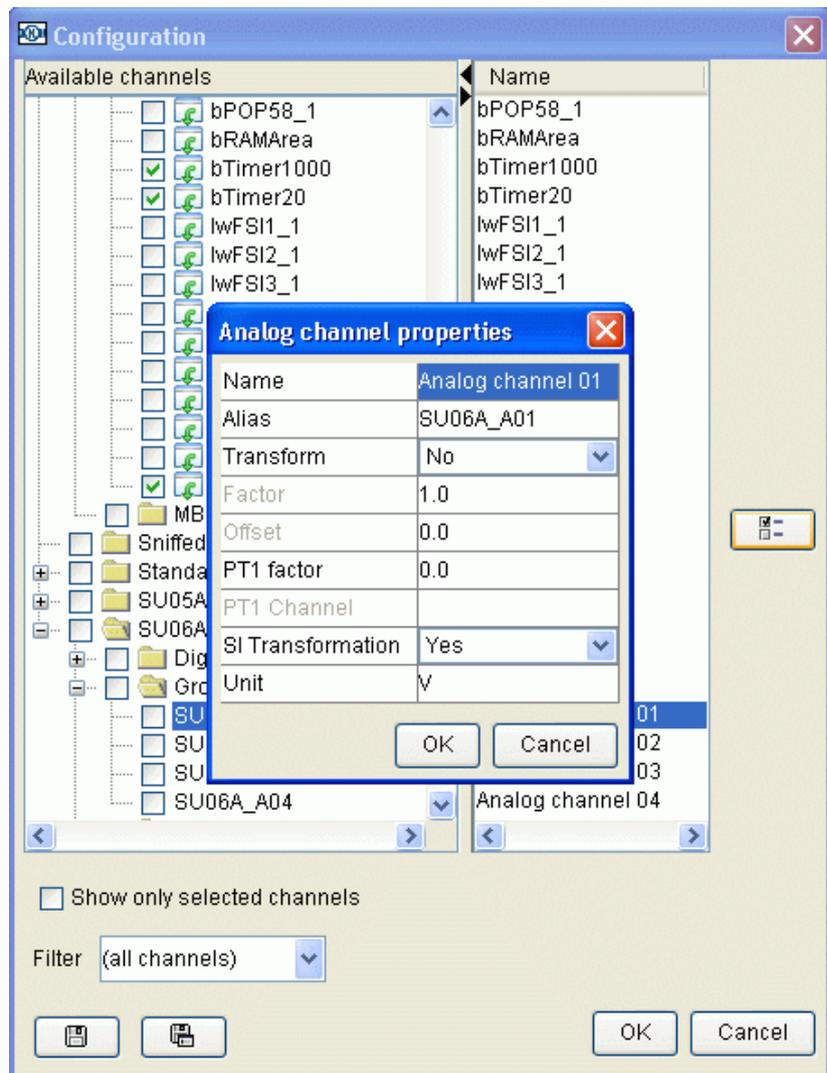 Configuration
Available channels
Name
bPOP58_1
bPOP58_1
bRAMArea
bRAMArea
bTimer1000
bTimer1000
bTimer20
bTimer20
lwFSI1_1
lwFSI1_1
lwFSI2_1
lwFSI2_1
lwFSI3_1
lwFSI3_1
Analog channel properties
Name Analog channel 01
Alias SU06A_A01
Transform No
Factor 1.0
Offset 0.0
PT1 factor 0.0
PT1 Channel
SI Transformation Yes
Unit V
OK Cancel
MB
Sniffed
Standa
SU05A
SU06A
Dig
Gro
SU
01
SU
02
SU
03
SU06A_A04
Analog channel 04
Show only selected channels
Filter (all channels)
OK Cancel